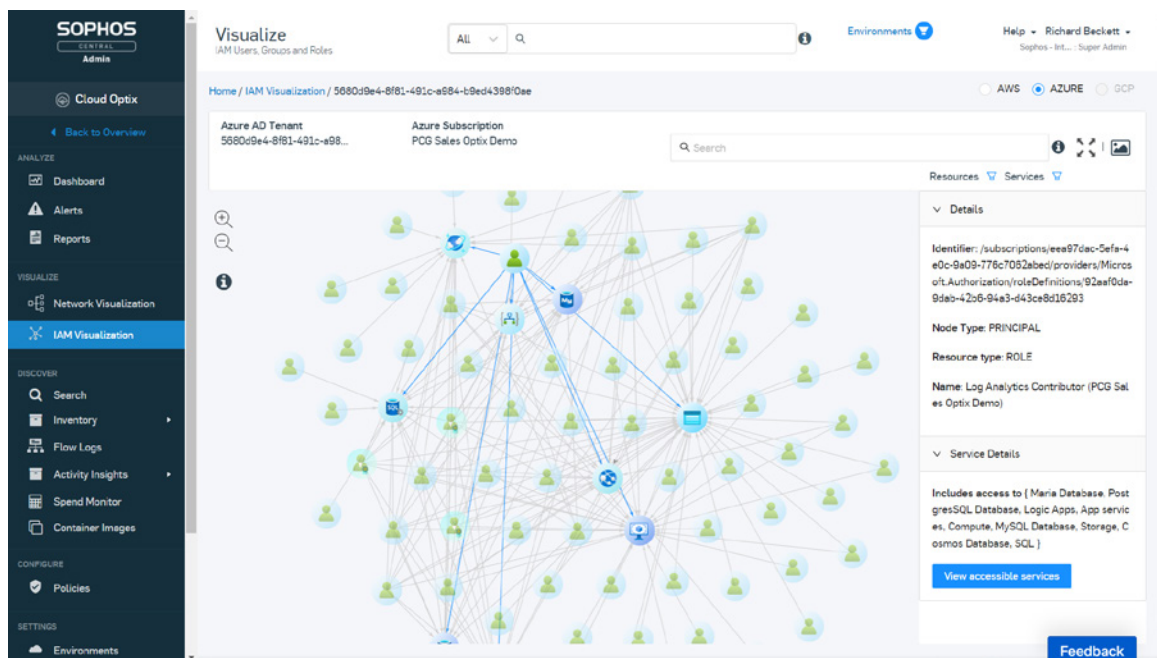 SOPHOS
CENTRAL
Admin
Cloud Optix
Back to Overview
ANALYZE
Dashboard
Alerts
Reports
VISUALIZE
Network Visualization
IAM Visualization
DISCOVER
Search
Inventory
Flow Logs
Activity Insights
Spend Monitor
Container Images
CONFIGURE
Policies
SETTINGS
Environments
Visualize
IAM Users, Groups and Roles
All
Environments
Help
Richard Beckett
Sophos - Int... : Super Admin
Home / IAM Visualization / 5680d9e4-8f81-491c-a984-b9ed4398f0ae
AWS
AZURE
GCP
Azure AD Tenant
5680d9e4-8f81-491c-a98...
Azure Subscription
PCG Sales Optix Demo
Search
Resources
Services
My
SQL
Details
Identifier: /subscriptions/eea97dac-5efa-4
e0c-9a09-776c7062abed/providers/Micros
oft.Authorization/roleDefinitions/92aaf0da-
9dab-42b6-94a3-d43ce8d16293
Node Type: PRINCIPAL
Resource type: ROLE
Name: Log Analytics Contributor (PCG Sal
es Optix Demo)
Service Details
Includes access to { Maria Database, Post
gresSQL Database, Logic Apps, App servic
es, Compute, MySQL Database, Storage, C
osmos Database, SQL }
View accessible services
Feedback